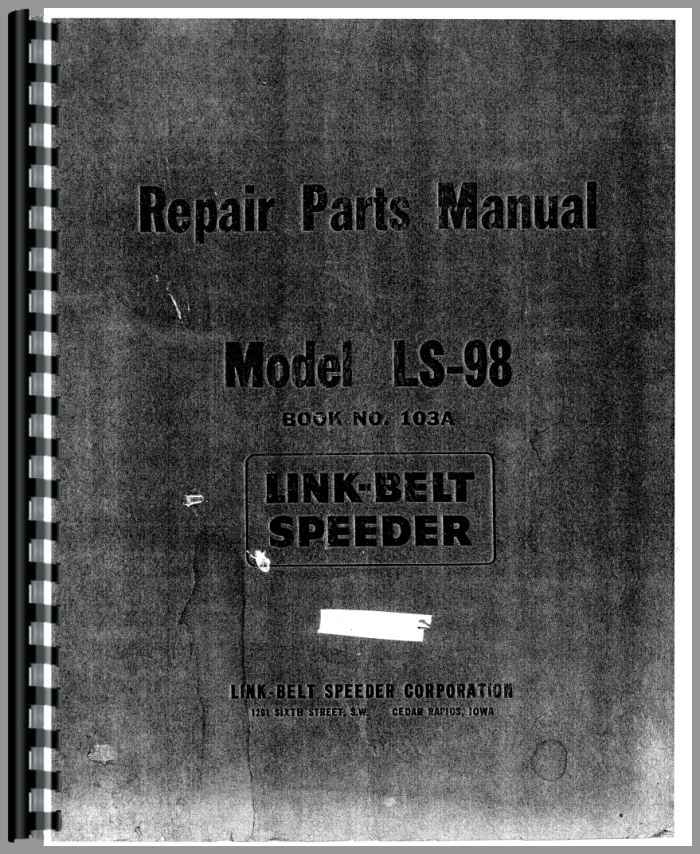 Repair Parts Manual
Model LS-98
BOOK NO. 103A
LINK-BELT
SPEEDER
LINK-BELT SPEEDER CORPORATION
1201 SIXTH STREET, S.W. CEDAR RAPIDS, IOWA